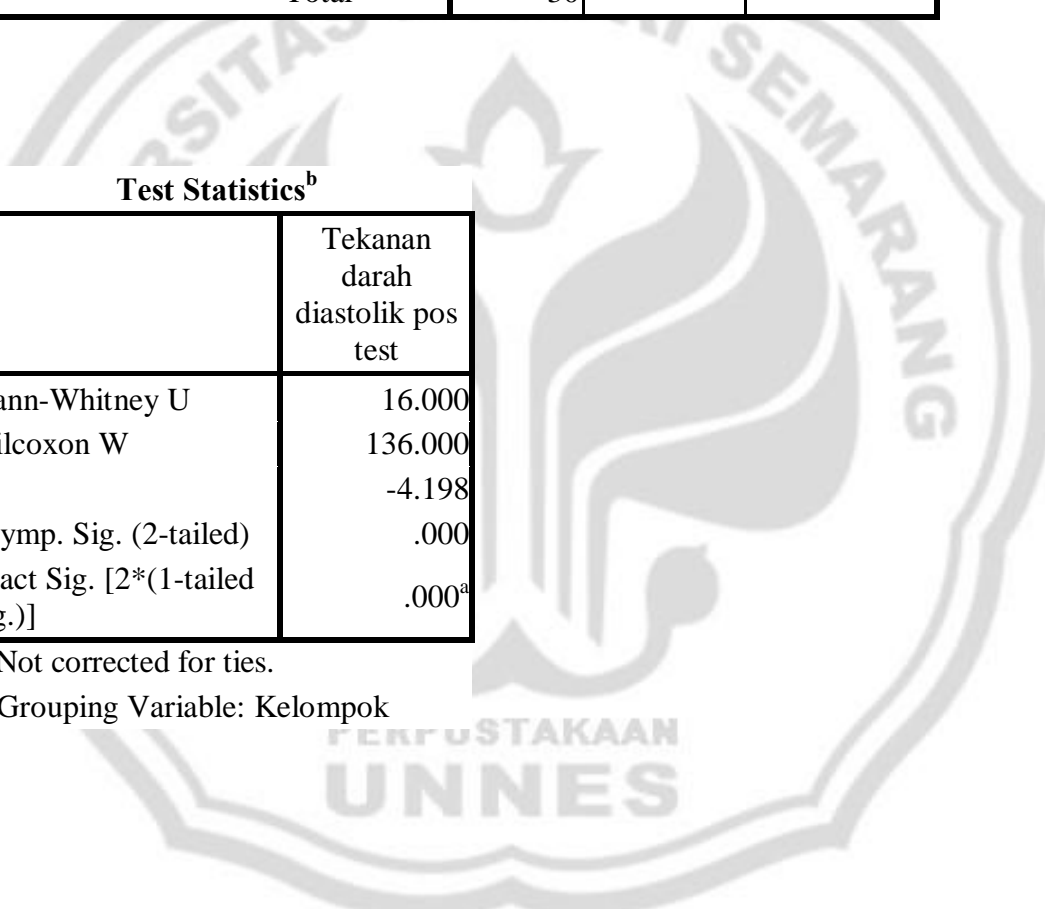 Total 30
Test Statistics^b
Tekanan
darah
diastolik pos
test
ann-Whitney U 16.000
ilcoxon W 136.000
-4.198
ymp. Sig. (2-tailed) .000
act Sig. [2*(1-tailed
g.)] .000^a
Not corrected for ties.
Grouping Variable: Kelompok
SEMARANG
PERPUSTAKAAN
UNNES